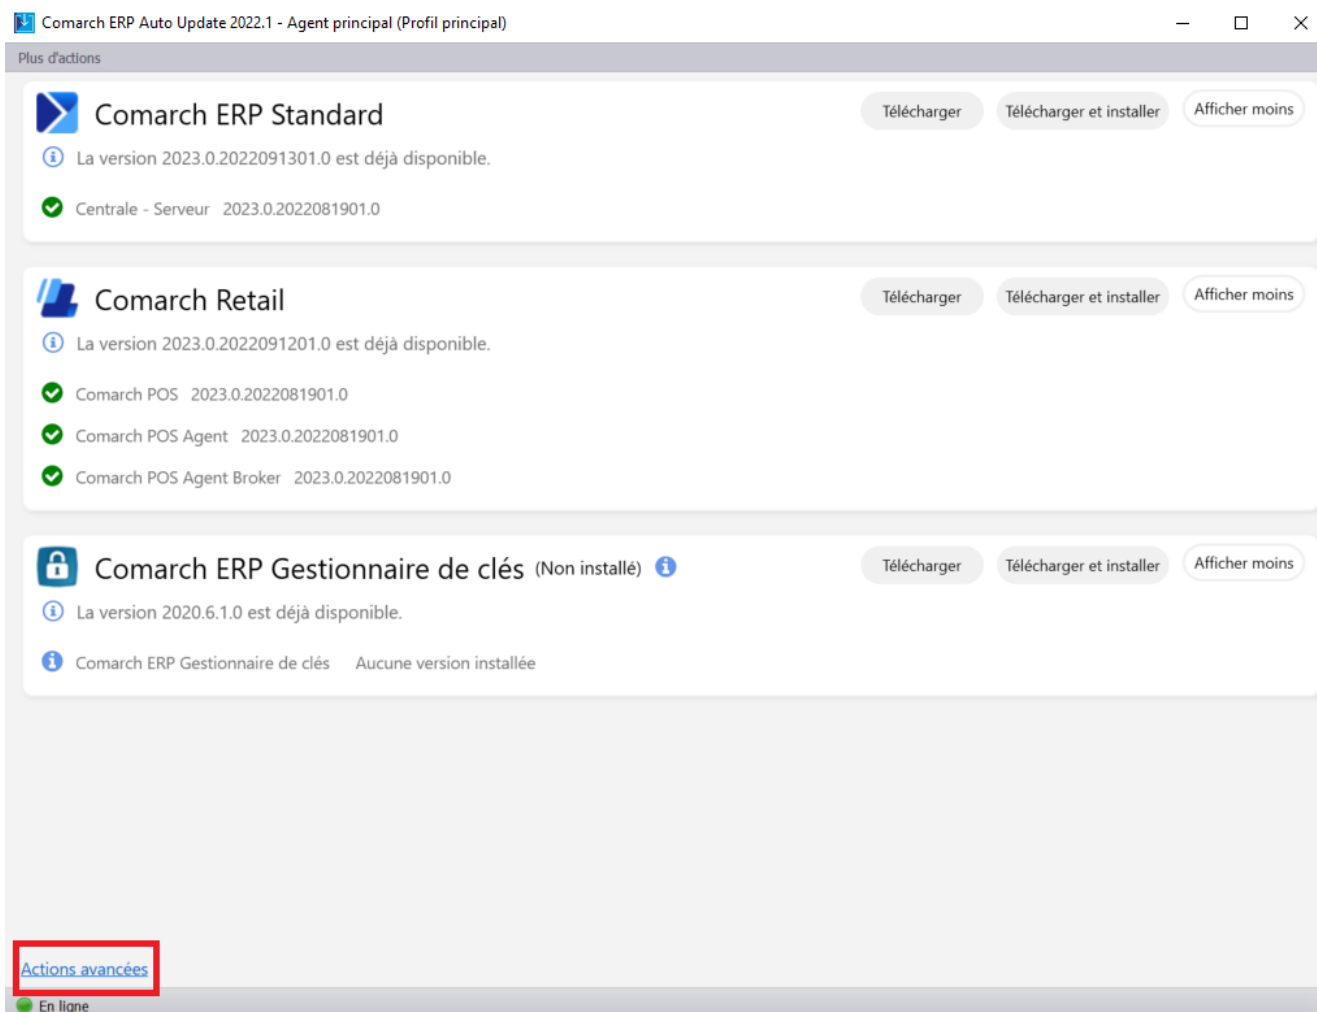 Comarch ERP Auto Update 2022.1 - Agent principal (Profil principal)
Plus d'actions
Comarch ERP Standard
Télécharger
Télécharger et installer
Afficher moins
La version 2023.0.2022091301.0 est déjà disponible.
Centrale - Serveur 2023.0.2022081901.0
Comarch Retail
Télécharger
Télécharger et installer
Afficher moins
La version 2023.0.2022091201.0 est déjà disponible.
Comarch POS 2023.0.2022081901.0
Comarch POS Agent 2023.0.2022081901.0
Comarch POS Agent Broker 2023.0.2022081901.0
Comarch ERP Gestionnaire de clés (Non installé)
Télécharger
Télécharger et installer
Afficher moins
La version 2020.6.1.0 est déjà disponible.
Comarch ERP Gestionnaire de clés Aucune version installée
Actions avancées
En ligne